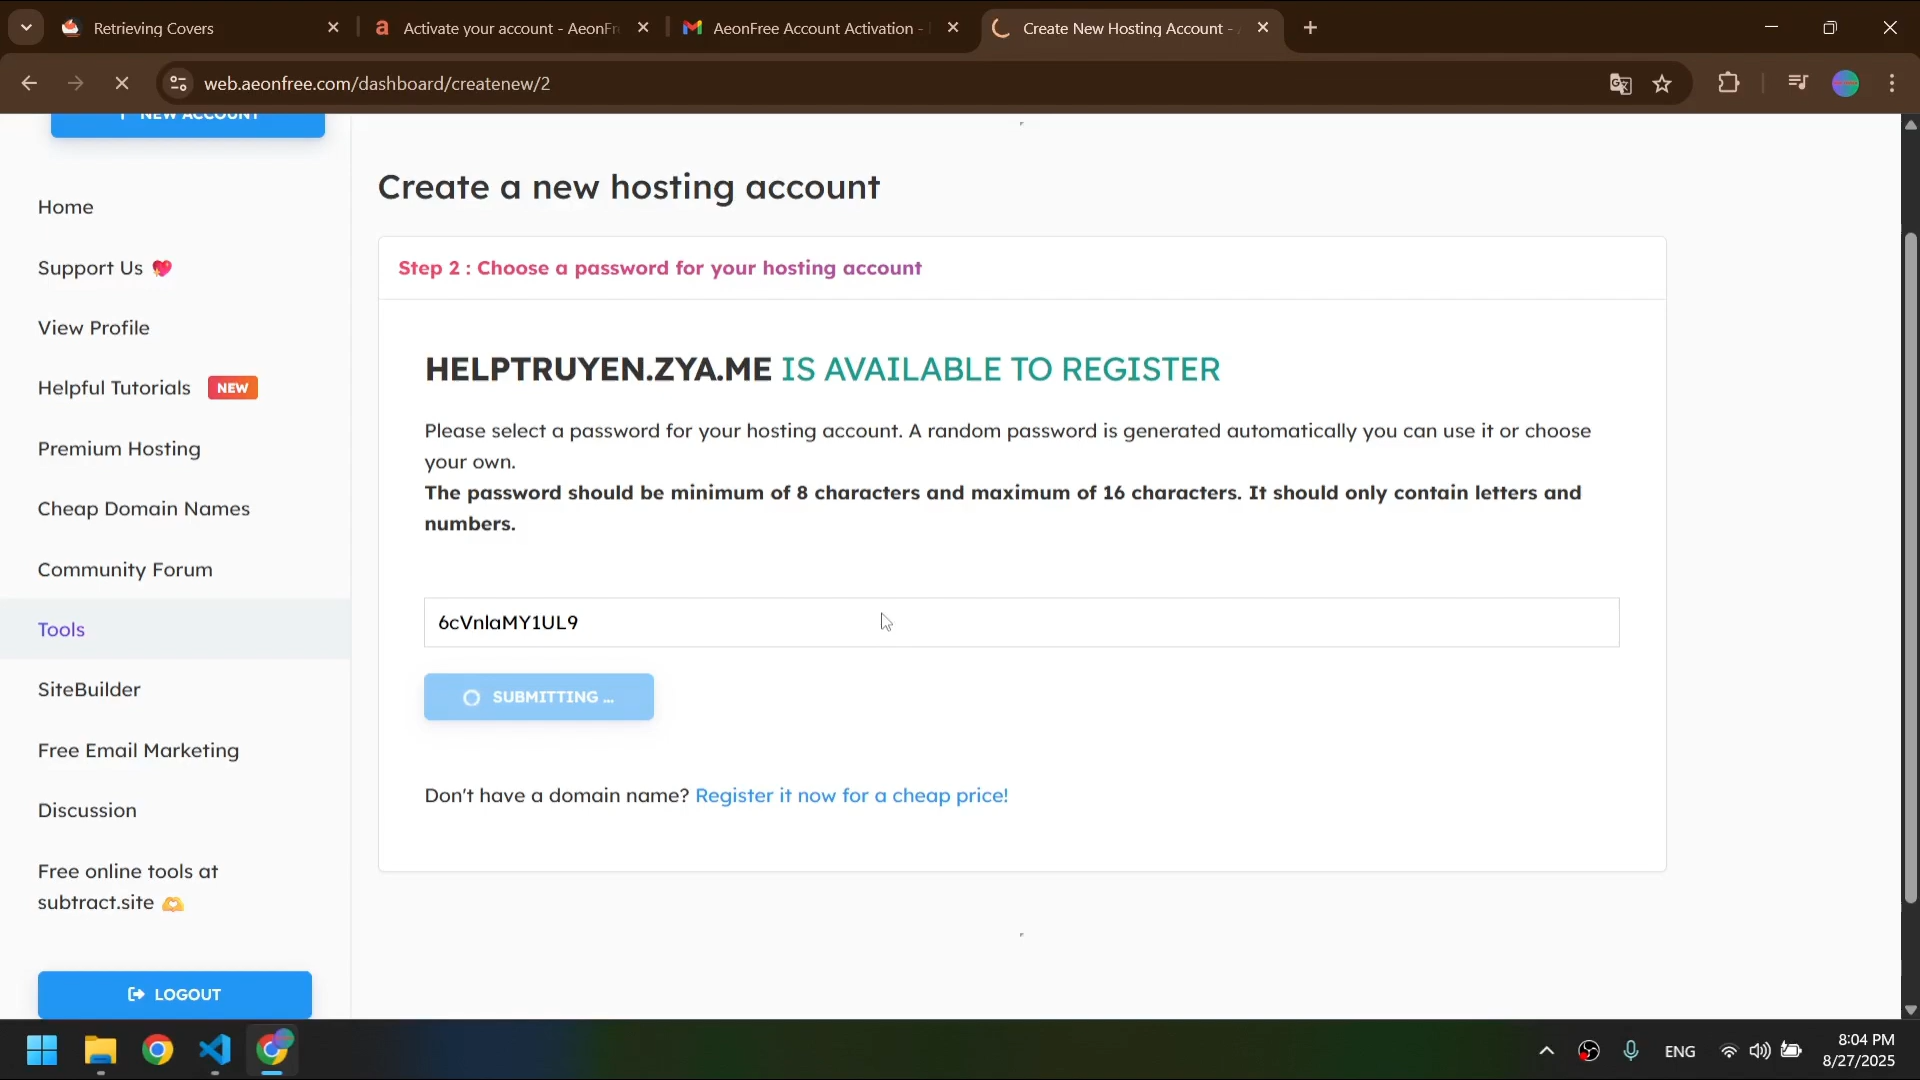 Retrieving Covers
Activate your account - AeonFr
AeonFree Account Activation -
Create New Hosting Account -
web.aeonfree.com/dashboard/createnew/2
NEW ACCOUNT
Home
Support Us
View Profile
Helpful Tutorials NEW
Premium Hosting
Cheap Domain Names
Community Forum
Tools
SiteBuilder
Free Email Marketing
Discussion
Free online tools at
subtract.site
LOGOUT
Create a new hosting account
Step 2 : Choose a password for your hosting account
HELPTRUYEN.ZYA.ME IS AVAILABLE TO REGISTER
Please select a password for your hosting account. A random password is generated automatically you can use it or choose
your own.
The password should be minimum of 8 characters and maximum of 16 characters. It should only contain letters and
numbers.
6cVnlaMY1UL9
SUBMITTING ...
Don't have a domain name? Register it now for a cheap price!
ENG
8:04 PM
8/27/2025